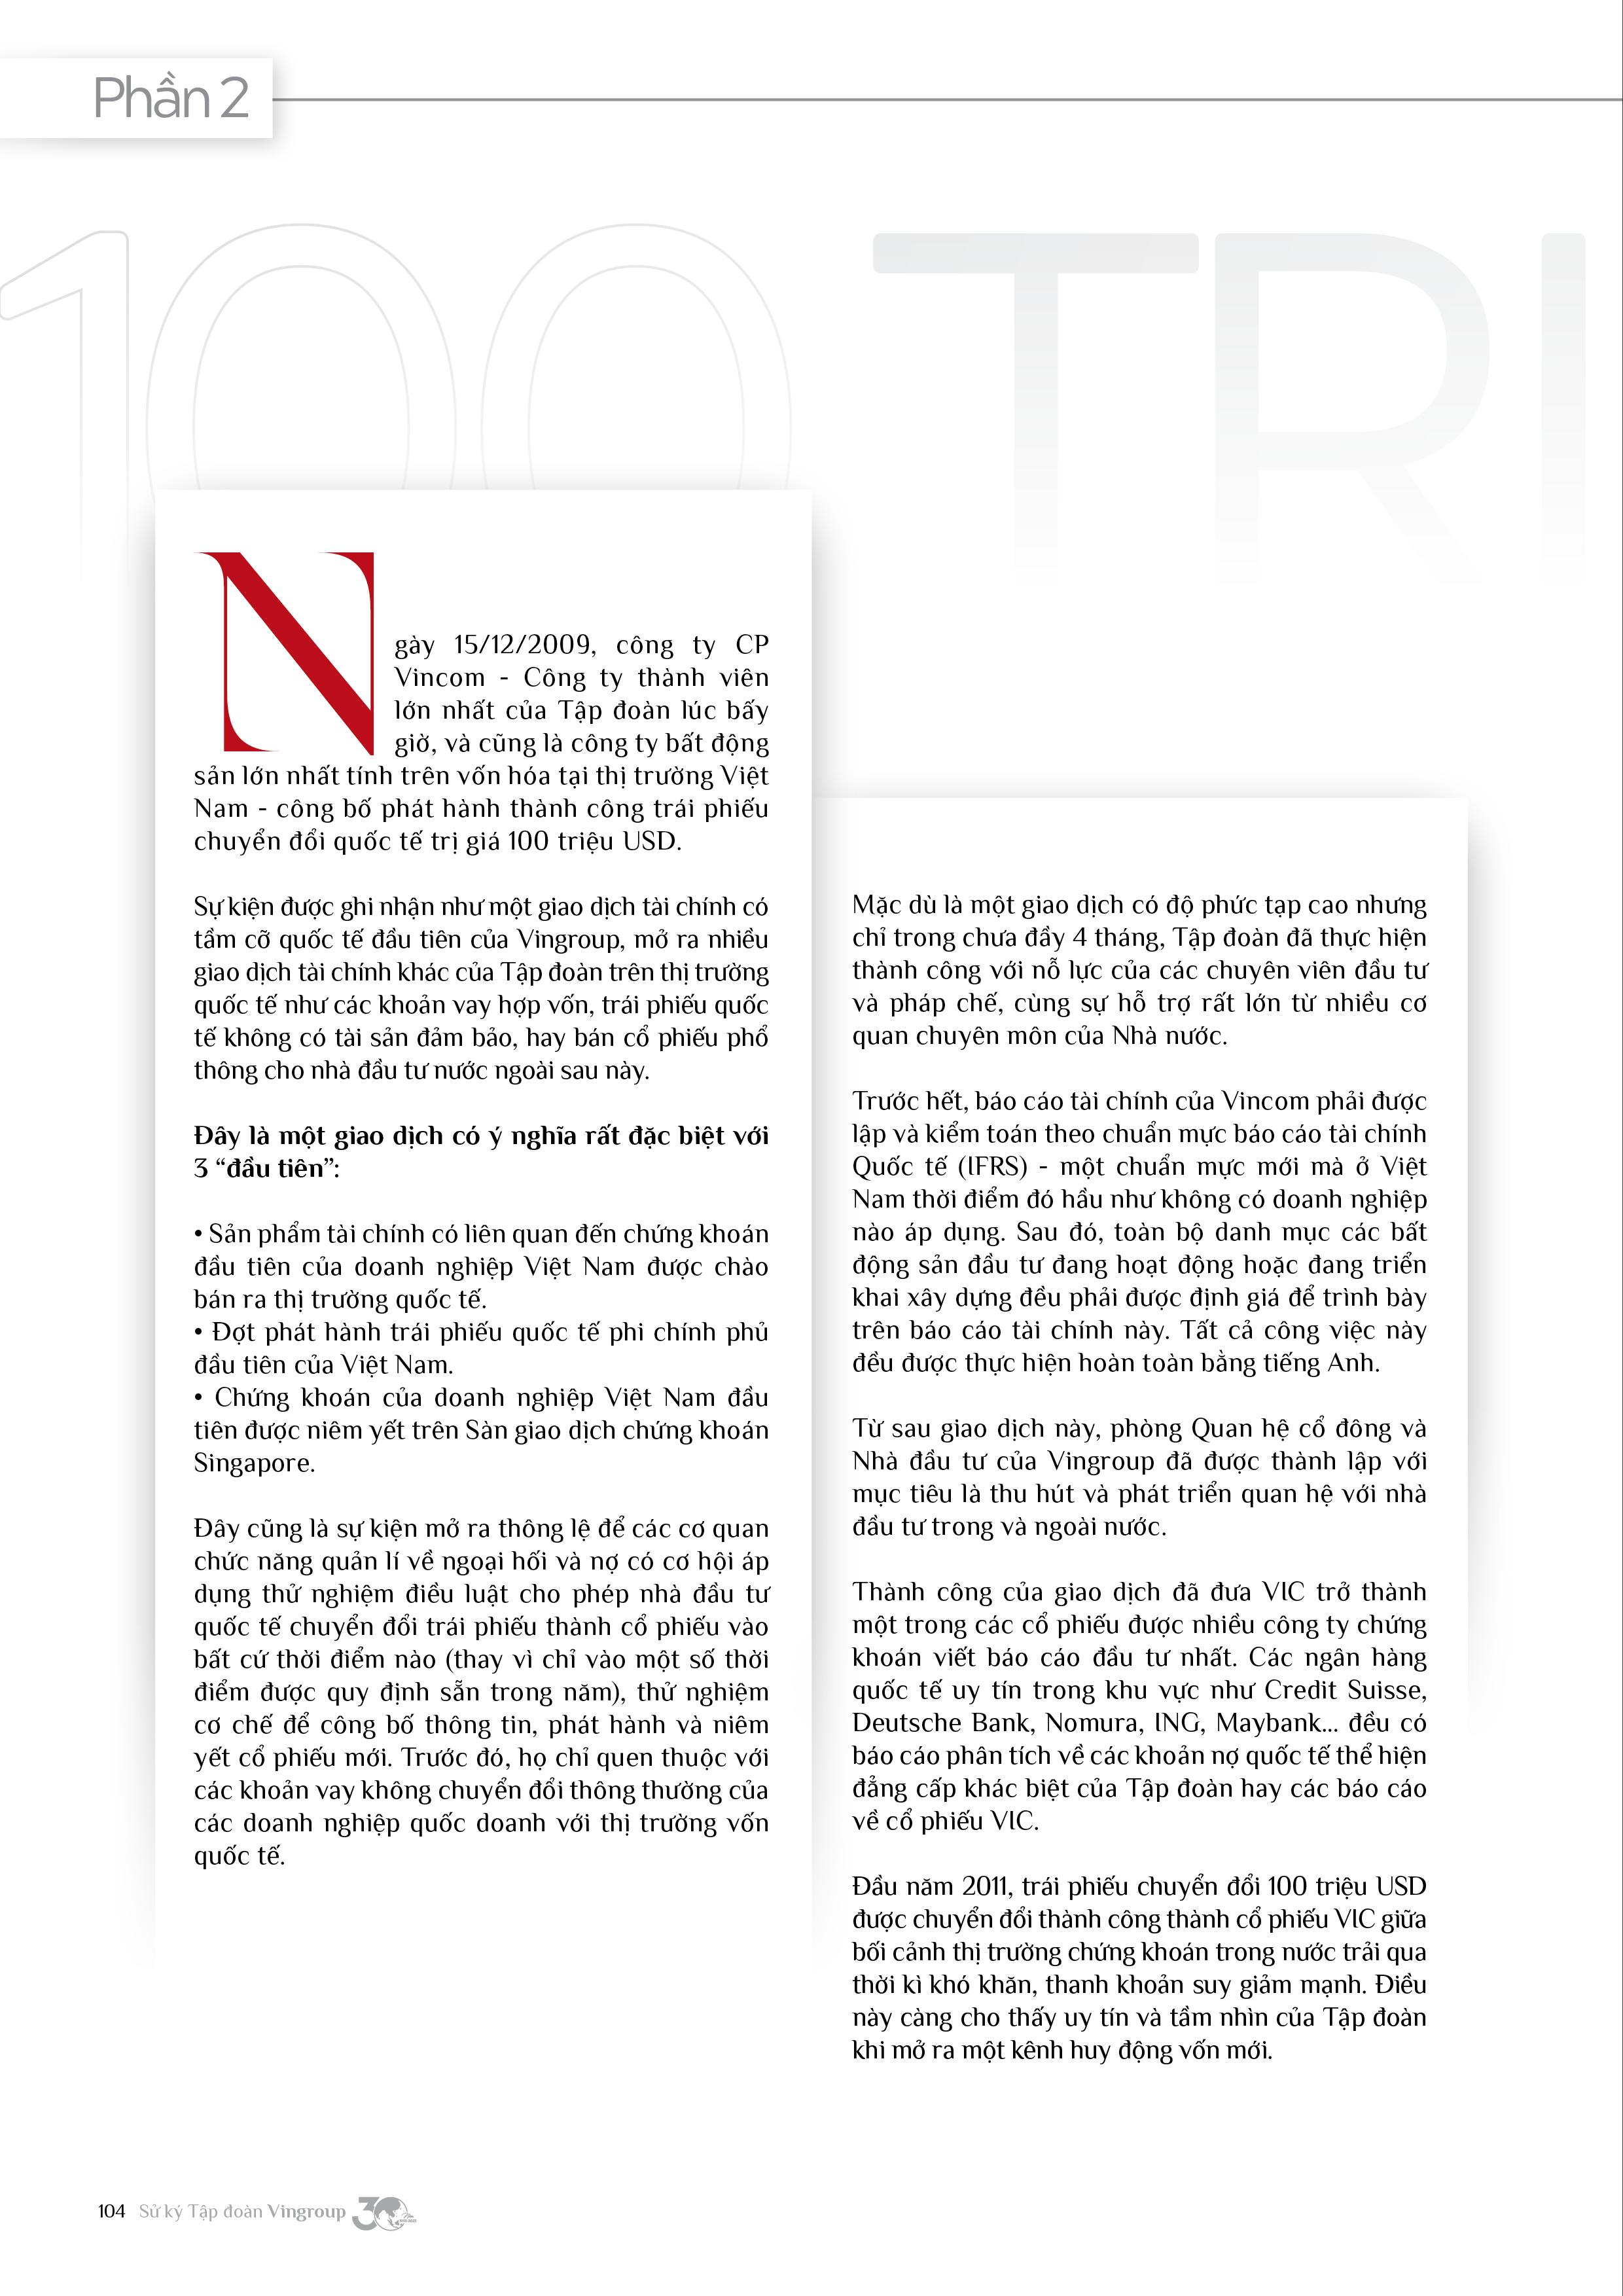 Phần 2
100 TRI
Ngày 15/12/2009, công ty CP
Vincom - Công ty thành viên
lớn nhất của Tập đoàn lúc bấy
giờ, và cũng là công ty bất động
sản lớn nhất tính trên vốn hóa tại thị trường Việt
Nam - công bố phát hành thành công trái phiếu
chuyển đổi quốc tế trị giá 100 triệu USD.
Sự kiện được ghi nhận như một giao dịch tài chính có
tầm cỡ quốc tế đầu tiên của Vingroup, mở ra nhiều
giao dịch tài chính khác của Tập đoàn trên thị trường
quốc tế như các khoản vay hợp vốn, trái phiếu quốc
tế không có tài sản đảm bảo, hay bán cổ phiếu phổ
thông cho nhà đầu tư nước ngoài sau này.
Đây là một giao dịch có ý nghĩa rất đặc biệt với
3 “đầu tiên”:
• Sản phẩm tài chính có liên quan đến chứng khoán
đầu tiên của doanh nghiệp Việt Nam được chào
bán ra thị trường quốc tế.
• Đợt phát hành trái phiếu quốc tế phi chính phủ
đầu tiên của Việt Nam.
• Chứng khoán của doanh nghiệp Việt Nam đầu
tiên được niêm yết trên Sàn giao dịch chứng khoán
Singapore.
Đây cũng là sự kiện mở ra thông lệ để các cơ quan
chức năng quản lí về ngoại hối và nợ có cơ hội áp
dụng thử nghiệm điều luật cho phép nhà đầu tư
quốc tế chuyển đổi trái phiếu thành cổ phiếu vào
bất cứ thời điểm nào (thay vì chỉ vào một số thời
điểm được quy định sẵn trong năm), thử nghiệm
cơ chế để công bố thông tin, phát hành và niêm
yết cổ phiếu mới. Trước đó, họ chỉ quen thuộc với
các khoản vay không chuyển đổi thông thường của
các doanh nghiệp quốc doanh với thị trường vốn
quốc tế.
Mặc dù là một giao dịch có độ phức tạp cao nhưng
chỉ trong chưa đầy 4 tháng, Tập đoàn đã thực hiện
thành công với nỗ lực của các chuyên viên đầu tư
và pháp chế, cùng sự hỗ trợ rất lớn từ nhiều cơ
quan chuyên môn của Nhà nước.
Trước hết, báo cáo tài chính của Vincom phải được
lập và kiểm toán theo chuẩn mực báo cáo tài chính
Quốc tế (IFRS) - một chuẩn mực mới mà ở Việt
Nam thời điểm đó hầu như không có doanh nghiệp
nào áp dụng. Sau đó, toàn bộ danh mục các bất
động sản đầu tư đang hoạt động hoặc đang triển
khai xây dựng đều phải được định giá để trình bày
trên báo cáo tài chính này. Tất cả công việc này
đều được thực hiện hoàn toàn bằng tiếng Anh.
Từ sau giao dịch này, phòng Quan hệ cổ đông và
Nhà đầu tư của Vingroup đã được thành lập với
mục tiêu là thu hút và phát triển quan hệ với nhà
đầu tư trong và ngoài nước.
Thành công của giao dịch đã đưa VIC trở thành
một trong các cổ phiếu được nhiều công ty chứng
khoán viết báo cáo đầu tư nhất. Các ngân hàng
quốc tế uy tín trong khu vực như Credit Suisse,
Deutsche Bank, Nomura, ING, Maybank... đều có
báo cáo phân tích về các khoản nợ quốc tế thể hiện
đẳng cấp khác biệt của Tập đoàn hay các báo cáo
về cổ phiếu VIC.
Đầu năm 2011, trái phiếu chuyển đổi 100 triệu USD
được chuyển đổi thành công thành cổ phiếu VIC giữa
bối cảnh thị trường chứng khoán trong nước trải qua
thời kì khó khăn, thanh khoản suy giảm mạnh. Điều
này càng cho thấy uy tín và tầm nhìn của Tập đoàn
khi mở ra một kênh huy động vốn mới.
104 Sử ký Tập đoàn Vingroup 30